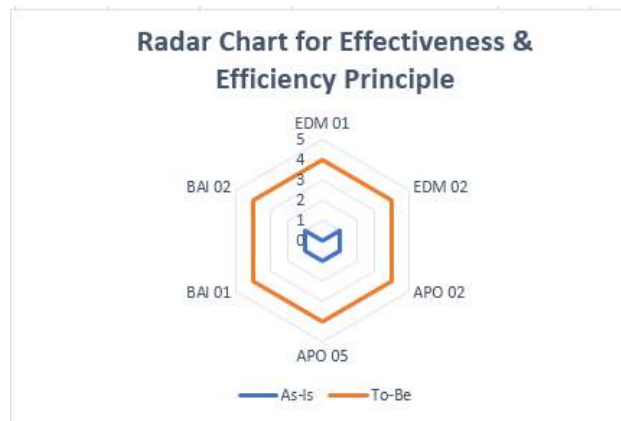 Radar Chart for Effectiveness &
Efficiency Principle
EDM 01
5
4
3
2
1
0
EDM 02
APO 02
APO 05
BAI 01
BAI 02
As-Is
To-Be